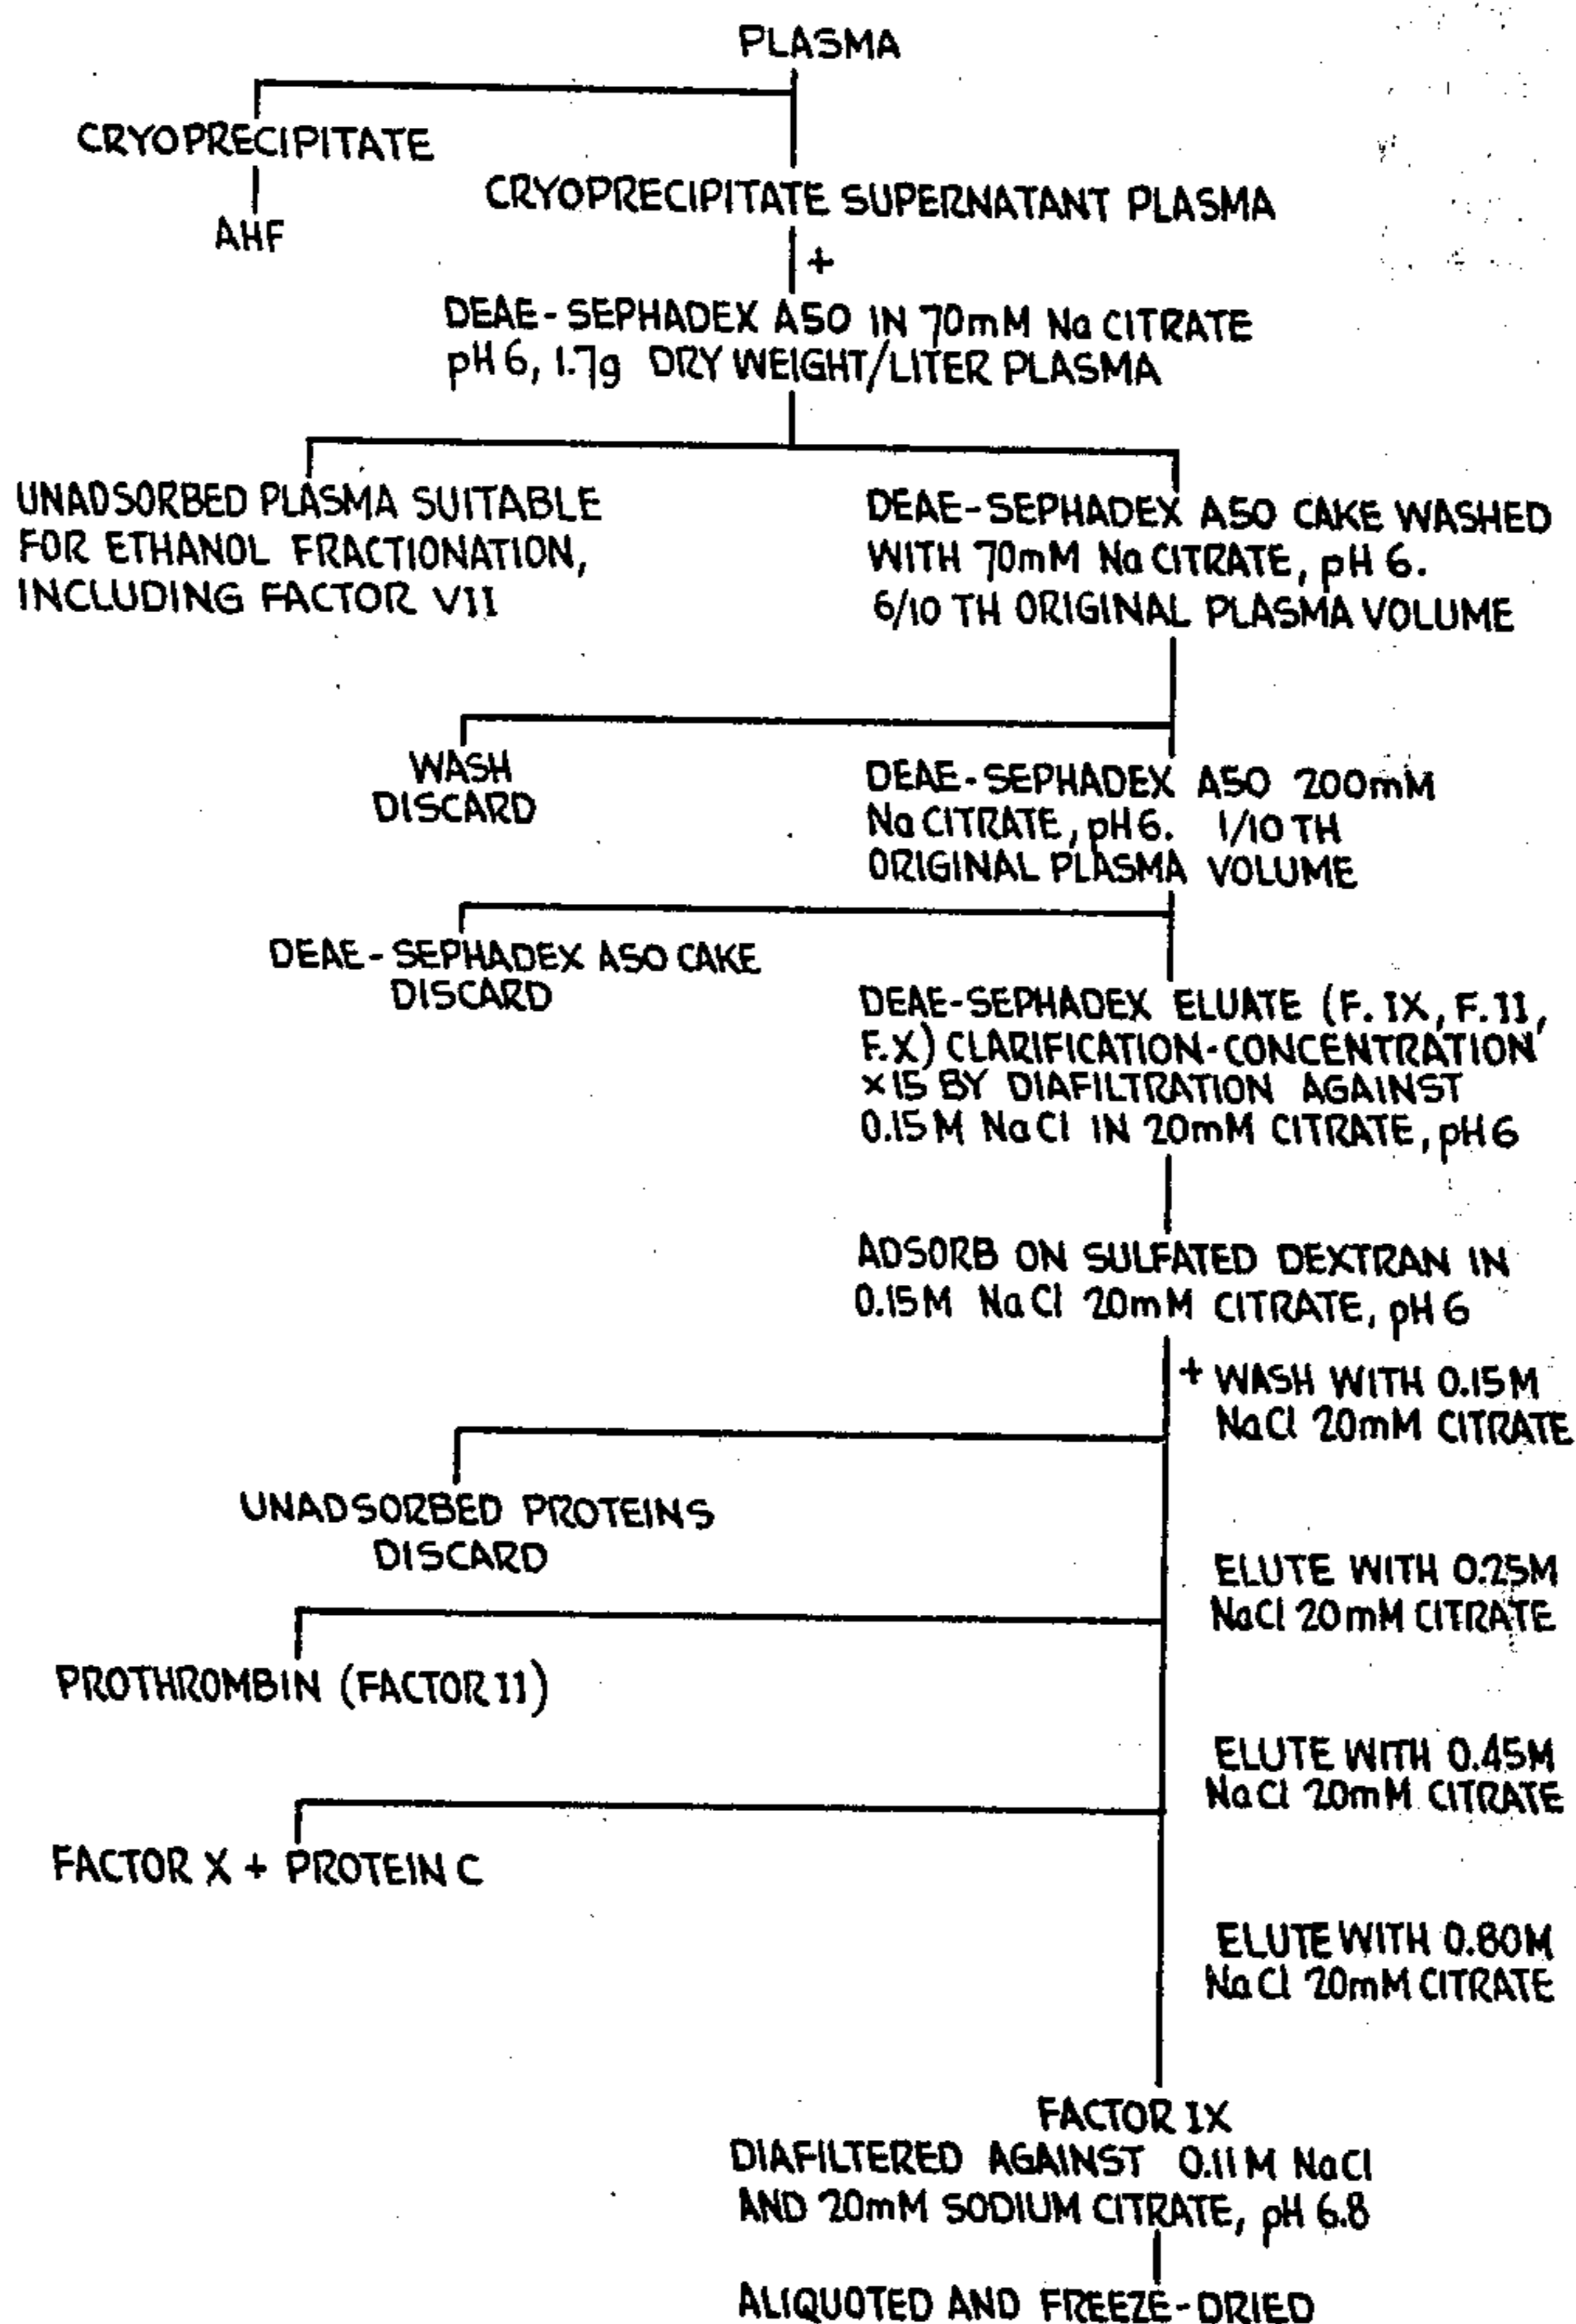 PLASMA
CRYOPRECIPITATE
AHF
CRYOPRECIPITATE SUPERNATANT PLASMA
+
DEAE-SEPHADEX A50 IN 70mM Na CITRATE
pH 6, 1.7g DRY WEIGHT/LITER PLASMA
UNADSORBED PLASMA SUITABLE
FOR ETHANOL FRACTIONATION,
INCLUDING FACTOR VII
DEAE-SEPHADEX A50 CAKE WASHED
WITH 70mM Na CITRATE, pH 6.
6/10 TH ORIGINAL PLASMA VOLUME
WASH
DISCARD
DEAE-SEPHADEX A50 200mM
Na CITRATE, pH 6. 1/10 TH
ORIGINAL PLASMA VOLUME
DEAE-SEPHADEX A50 CAKE
DISCARD
DEAE-SEPHADEX ELUATE (F. IX, F. II,
F. X) CLARIFICATION-CONCENTRATION
×15 BY DIAFILTRATION AGAINST
0.15M NaCl IN 20mM CITRATE, pH 6
ADSORB ON SULFATED DEXTRAN IN
0.15M NaCl 20mM CITRATE, pH 6
+ WASH WITH 0.15M
NaCl 20mM CITRATE
UNADSORBED PROTEINS
DISCARD
ELUTE WITH 0.25M
NaCl 20mM CITRATE
PROTHROMBIN (FACTOR II)
ELUTE WITH 0.45M
NaCl 20mM CITRATE
FACTOR X + PROTEIN C
ELUTE WITH 0.80M
NaCl 20mM CITRATE
FACTOR IX
DIAFILTERED AGAINST 0.11M NaCl
AND 20mM SODIUM CITRATE, pH 6.8
ALIQUOTED AND FREEZE-DRIED